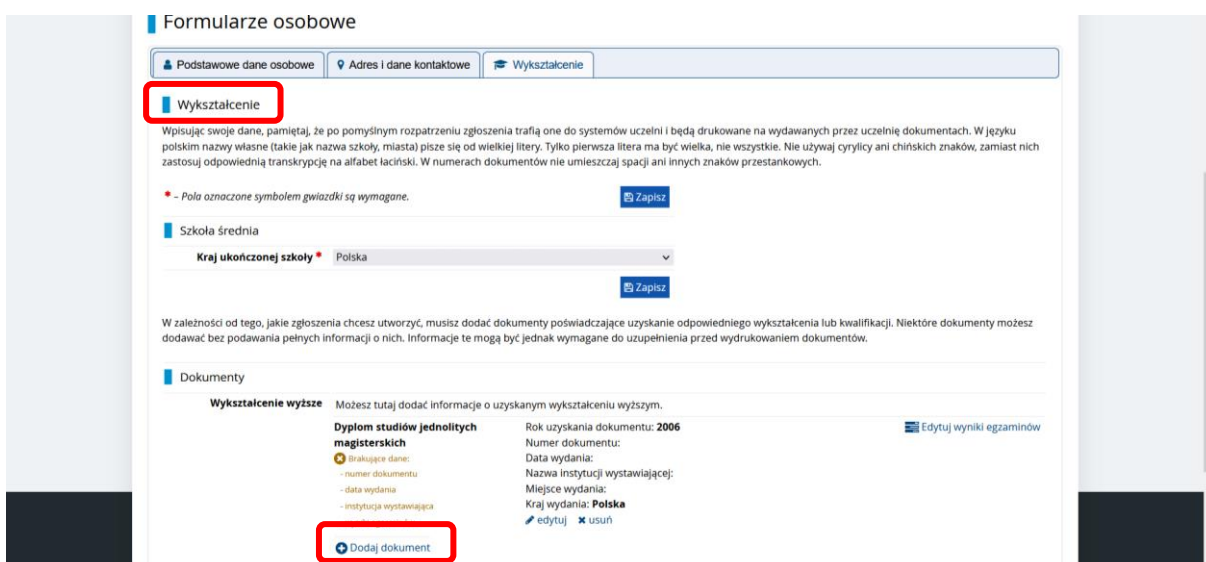 Formularze osobowe
Podstawowe dane osobowe
Adres i dane kontaktowe
Wykształcenie
Wykształcenie
Wpisując swoje dane, pamiętaj, że po pomyślnym rozpatrzeniu zgłoszenia trafią one do systemów uczelni i będą drukowane na wydawanych przez uczelnię dokumentach. W języku
polskim nazwy własne (takie jak nazwa szkoły, miasta) pisze się od wielkiej litery. Tylko pierwsza litera ma być wielka, nie wszystkie. Nie używaj cyrylicy ani chińskich znaków, zamiast nich
zastosuj odpowiednią transkrypcję na alfabet łaciński. W numerach dokumentów nie umieszczaj spacji ani innych znaków przestankowych.
* – Pola oznaczone symbolem gwiazdki są wymagane.
Zapisz
Szkoła średnia
Kraj ukończonej szkoły * Polska
Zapisz
W zależności od tego, jakie zgłoszenia chcesz utworzyć, musisz dodać dokumenty poświadczające uzyskanie odpowiedniego wykształcenia lub kwalifikacji. Niektóre dokumenty możesz
dodawać bez podawania pełnych informacji o nich. Informacje te mogą być jednak wymagane do uzupełnienia przed wydrukowaniem dokumentów.
Dokumenty
Wykształcenie wyższe Możesz tutaj dodać informacje o uzyskanym wykształceniu wyższym.
Dyplom studiów jednolitych
magisterskich
Brakujące dane:
- numer dokumentu
- data wydania
- instytucja wystawiająca
Rok uzyskania dokumentu: 2006
Numer dokumentu:
Data wydania:
Nazwa instytucji wystawiającej:
Miejsce wydania:
Kraj wydania: Polska
edytuj usuń
Edytuj wyniki egzaminów
Dodaj dokument